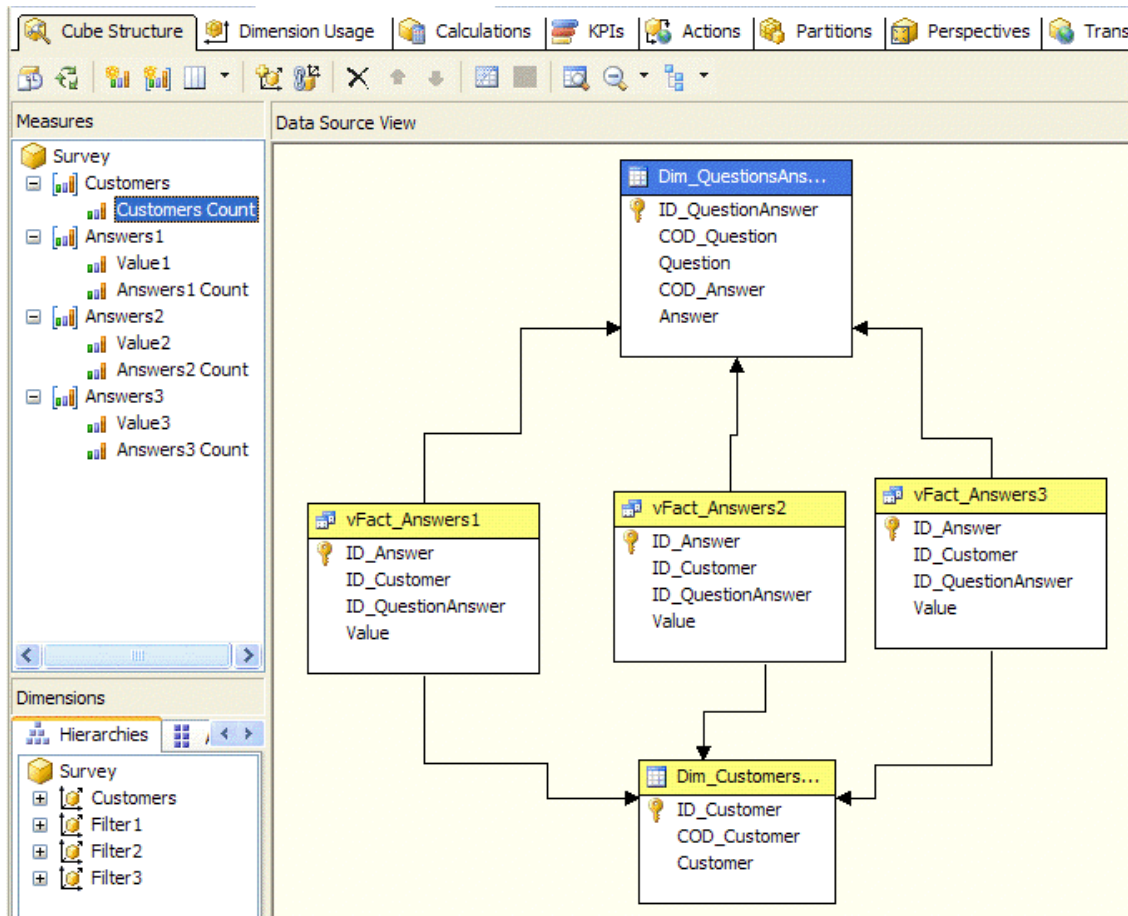 Cube Structure
Dimension Usage
Calculations
KPIs
Actions
Partitions
Perspectives
Trans
Measures
Survey
Customers
Customers Count
Answers1
Value1
Answers1 Count
Answers2
Value2
Answers2 Count
Answers3
Value3
Answers3 Count
Dimensions
Hierarchies
Survey
Customers
Filter1
Filter2
Filter3
Data Source View
Dim_QuestionsAns...
ID_QuestionAnswer
COD_Question
Question
COD_Answer
Answer
vFact_Answers1
ID_Answer
ID_Customer
ID_QuestionAnswer
Value
vFact_Answers2
ID_Answer
ID_Customer
ID_QuestionAnswer
Value
vFact_Answers3
ID_Answer
ID_Customer
ID_QuestionAnswer
Value
Dim_Customers...
ID_Customer
COD_Customer
Customer